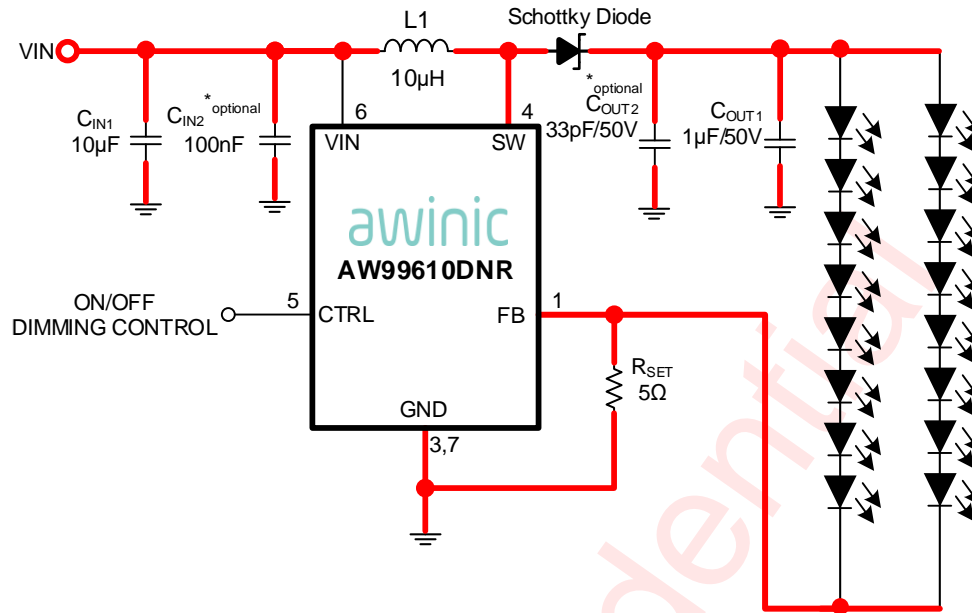 L1
Schottky Diode
VIN
10μH
*optional
CIN1
10μF
CIN2 *optional
100nF
6
4
COUT2
33pF/50V
COUT1
1μF/50V
VIN
SW
awinic
AW99610DNR
ON/OFF
DIMMING CONTROL
5
CTRL
FB
1
RSET
5Ω
GND
3,7
dential